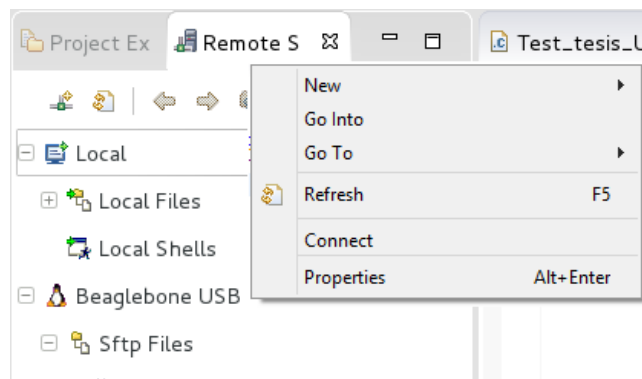 Project Ex
Remote S
Test_tesis_U
New
Go Into
Go To
Refresh F5
Connect
Properties Alt+Enter
Local
Local Files
Local Shells
Beaglebone USB
Sftp Files